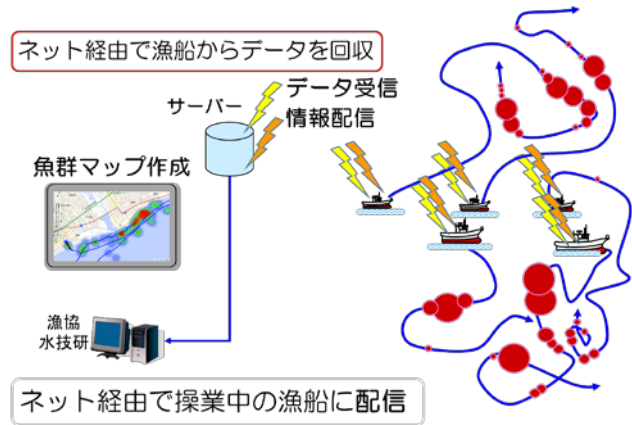 ネット経由で漁船からデータを回収
データ受信
サーバー
情報配信
魚群マップ作成
漁協
水技研
ネット経由で操業中の漁船に配信